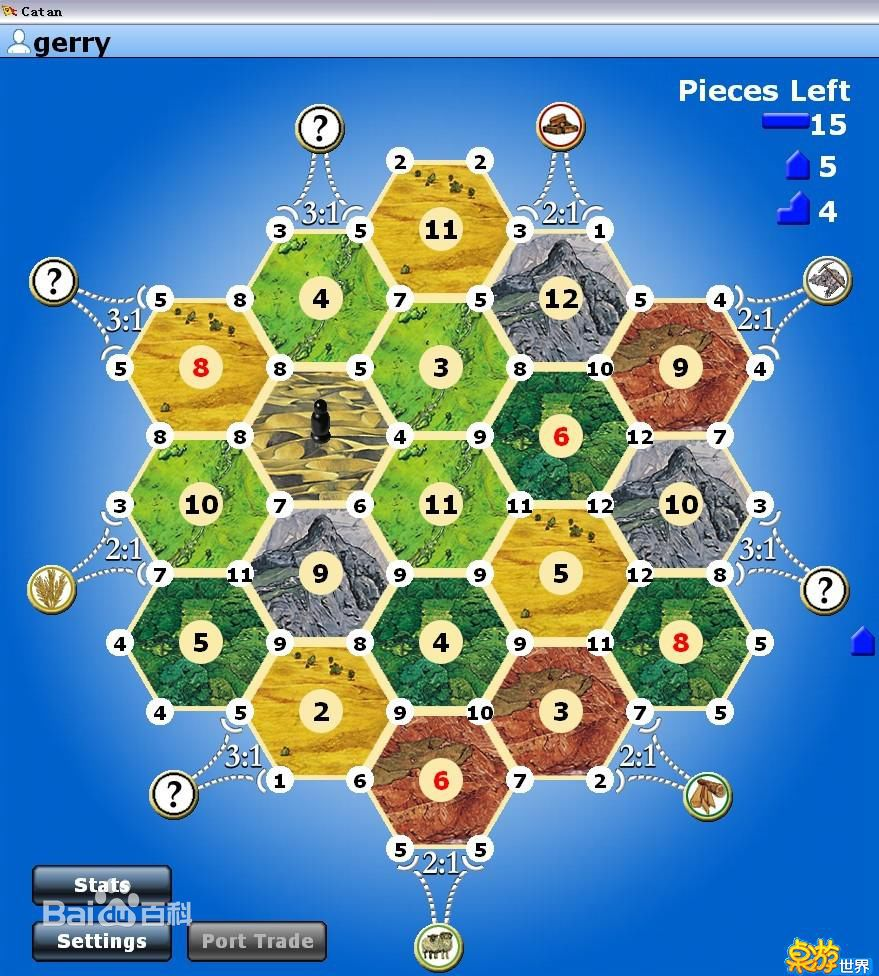 Catan
gerry
Pieces Left
? 15
2 2 5
3:1 2:1 4
3 5 11 3 1
?
5 8 4 7 5 12 5 4
3:1 2:1
5 8 8 5 3 8 10 9 4
8 8 4 9 6 12 7
3 10 7 6 11 11 12 10 3
2:1 3:1
7 11 9 9 9 5 12 8 ?
4 5 9 8 4 9 11 8 5
4 5 2 9 10 3 7 5
3:1 2:1
? 1 6 6 7 2
5 5
2:1
Stats
Baidu百科
Settings Port Trade
桌游世界